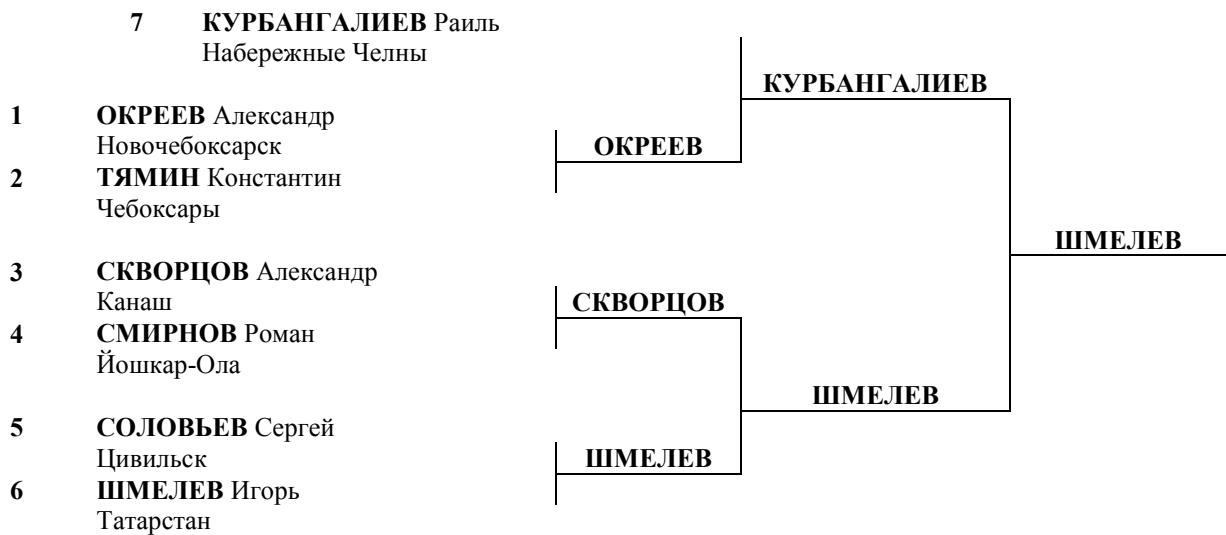 7 КУРБАНГАЛИЕВ Раиль
Набережные Челны
КУРБАНГАЛИЕВ
1 ОКРЕЕВ Александр
Новочебоксарск
ОКРЕЕВ
2 ТЯМИН Константин
Чебоксары
ШМЕЛЕВ
3 СКВОРЦОВ Александр
Канаш
СКВОРЦОВ
4 СМИРНОВ Роман
Йошкар-Ола
ШМЕЛЕВ
5 СОЛОВЬЕВ Сергей
Цивильск
ШМЕЛЕВ
6 ШМЕЛЕВ Игорь
Татарстан